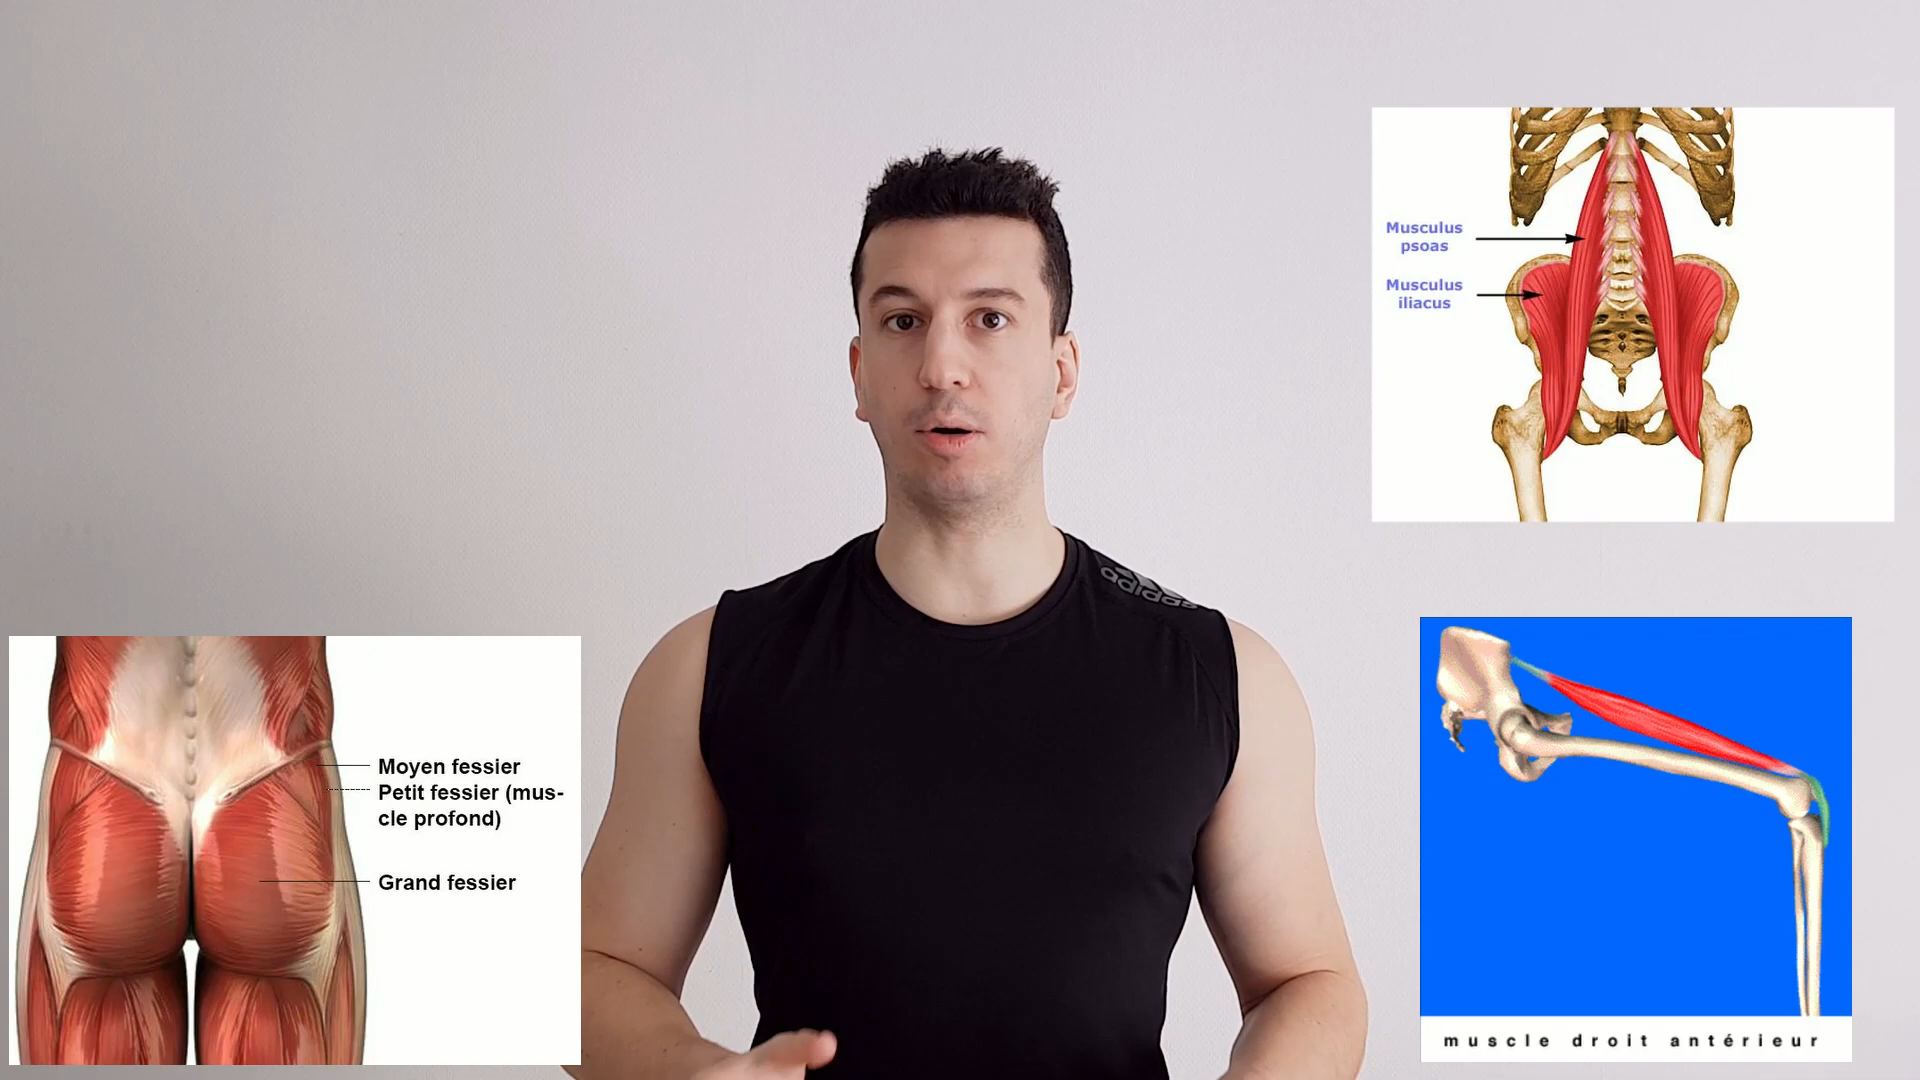 Musculus
psoas
Musculus
iliacus
adidas
Moyen fessier
Petit fessier (mus-
cle profond)
Grand fessier
muscle droit antérieur